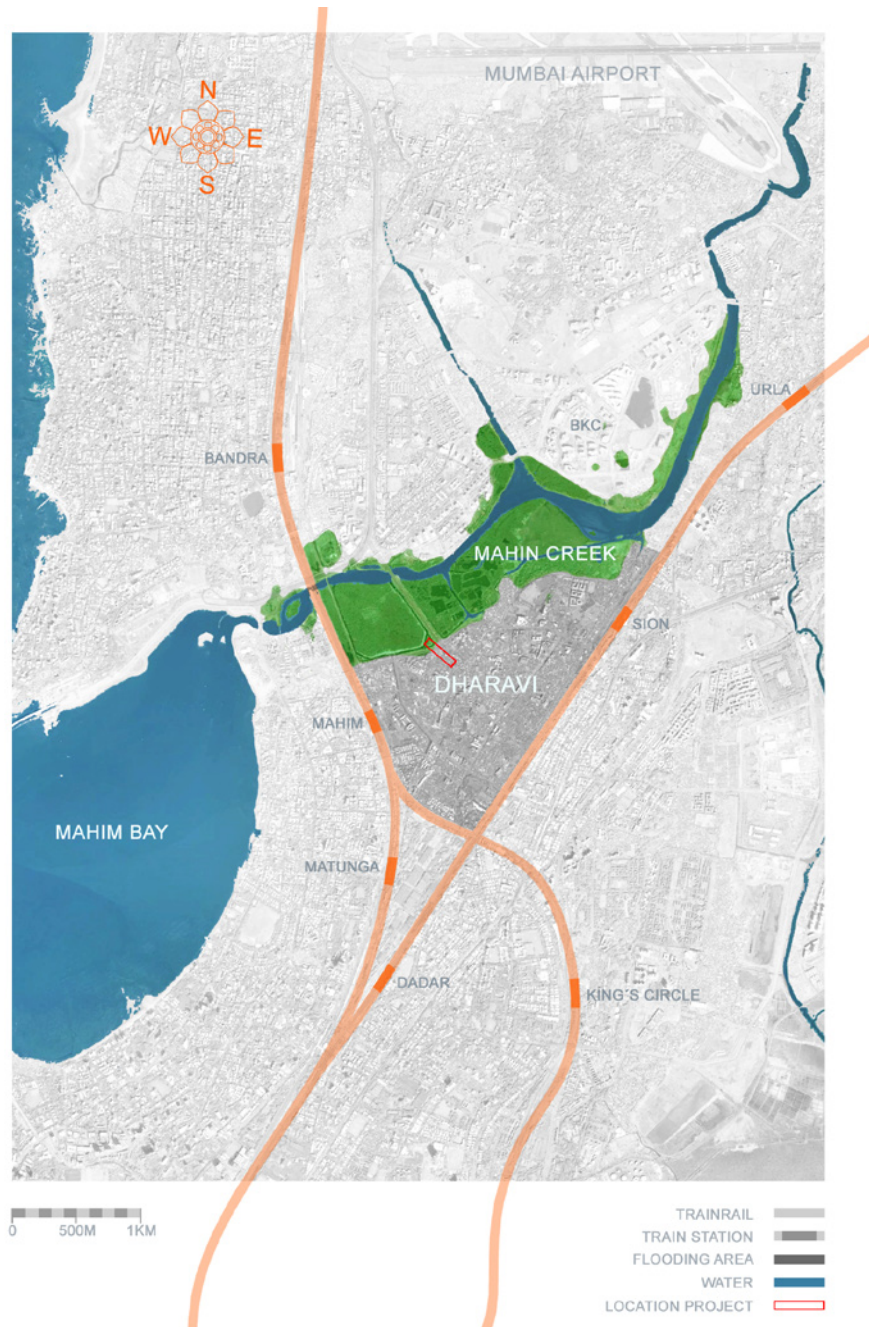 MUMBAI AIRPORT
N
W E
S
URLA
BKC
BANDRA
MAHIN CREEK
SION
DHARAVI
MAHIM
MAHIM BAY
MATUNGA
DADAR
KING´S CIRCLE
0 500M 1KM
TRAINRAIL
TRAIN STATION
FLOODING AREA
WATER
LOCATION PROJECT